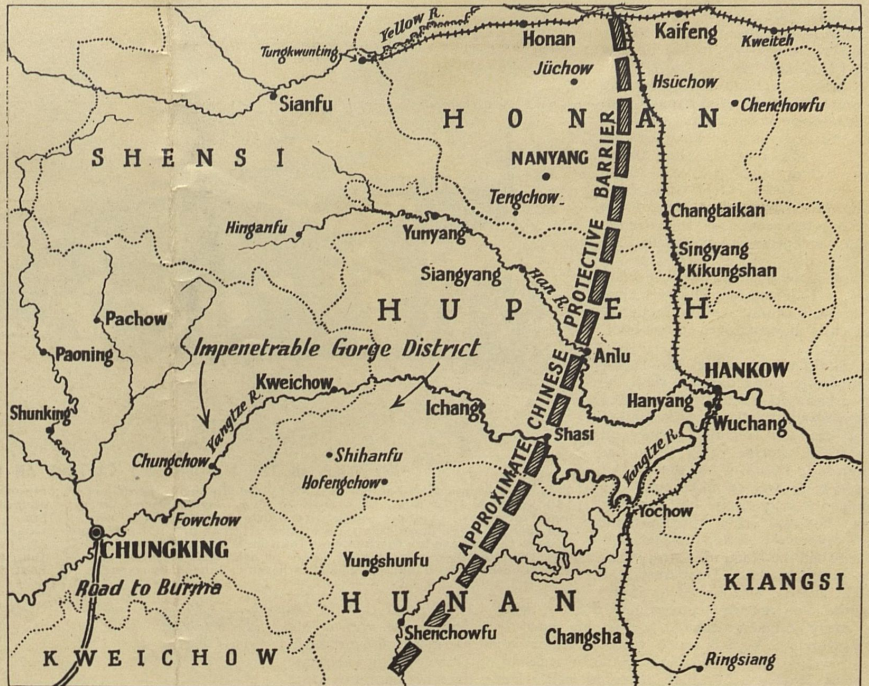 Yellow R.
Tungkwunting
Honan
Kaifeng
Kweiteh
Jüchow
Hsüchow
Sianfu
Chenchowfu
HONAN
SHENSI
NANYANG
Tengchow
Changtaikan
Hinganfu
Yunyang
Singyang
Siangyang
Han R.
Kikungshan
HUPEH
Pachow
Impenetrable Gorge District
Paoning
Anlu
HANKOW
Kweichow
Ichang
Hanyang
Shunking
Yangtze R.
Wuchang
Shasi
Chungchow
Shihanfu
Yangtze R.
Hofengchow
Yochow
Fowchow
CHUNGKING
APPROXIMATE CHINESE PROTECTIVE BARRIER
Yungshunfu
KIANGSI
Road to Burma
HUNAN
Shenchowfu
Changsha
KWEICHOW
Ringsiang